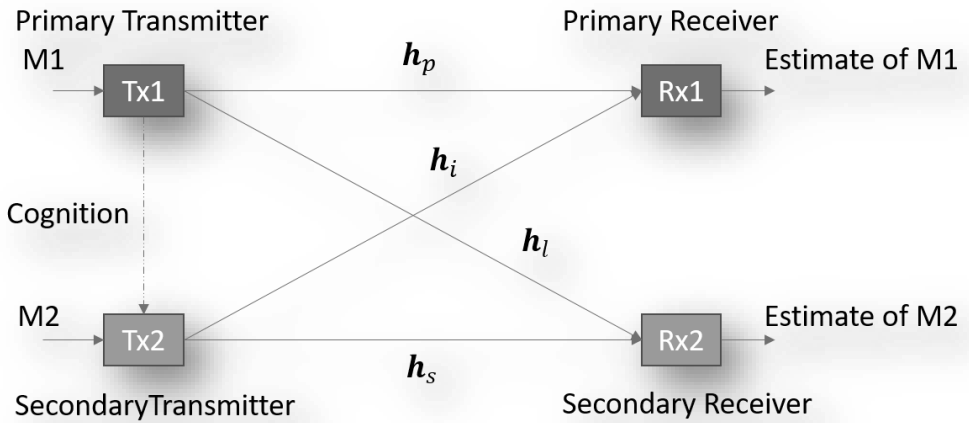 Primary Transmitter
Primary Receiver
M1
Tx1
h_p
Rx1
Estimate of M1
h_i
Cognition
h_l
M2
Tx2
h_s
Rx2
Estimate of M2
SecondaryTransmitter
Secondary Receiver